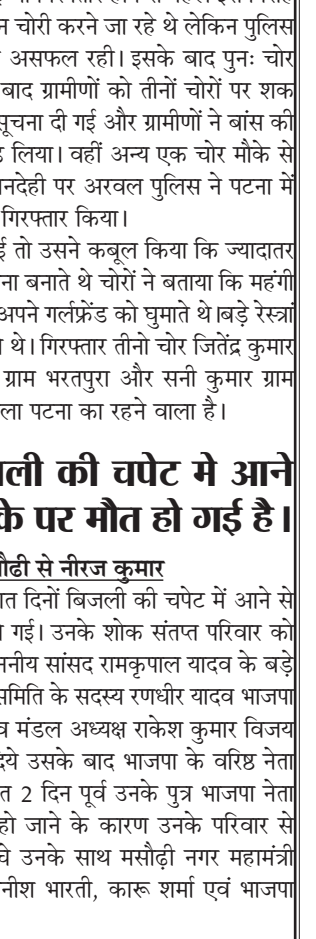 न चोरी करने जा रहे थे लेकिन पुलिस
असफल रही। इसके बाद पुनः चोर
बाद ग्रामीणों को तीनों चोरों पर शक
सूचना दी गई और ग्रामीणों ने बांस की
लिया। वहीं अन्य एक चोर मौके से
नदेही पर अरवल पुलिस ने पटना में
गिरफ्तार किया।
ई तो उसने कबूल किया कि ज्यादातर
ना बनाते थे चोरों ने बताया कि महंगी
अपने गर्लफ्रेंड को घुमाते थे।बड़े रेस्त्रां
थे। गिरफ्तार तीनो चोर जितेंद्र कुमार
ग्राम भरतपुरा और सनी कुमार ग्राम
ला पटना का रहने वाला है।
जली की चपेट मे आने
के पर मौत हो गई है।
ौढी से नीरज कुमार
गत दिनों बिजली की चपेट में आने से
गई। उनके शोक संतप्त परिवार को
ननीय सांसद रामकृपाल यादव के बड़े
समिति के सदस्य रणधीर यादव भाजपा
व मंडल अध्यक्ष राकेश कुमार विजय
दिये उसके बाद भाजपा के वरिष्ठ नेता
त 2 दिन पूर्व उनके पुत्र भाजपा नेता
हो जाने के कारण उनके परिवार से
चे उनके साथ मसौढ़ी नगर महामंत्री
नीश भारती, कारू शर्मा एवं भाजपा